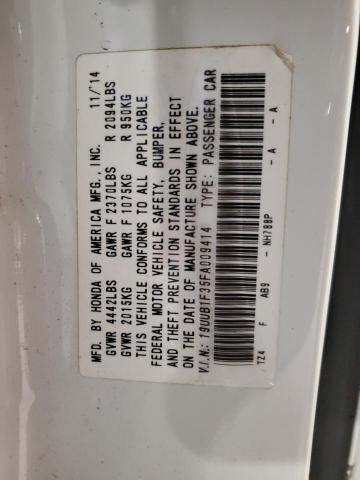 MFD. BY HONDA OF AMERICA MFG., INC. 11/'14
GVWR 4442LBS GAWR F 2370LBS R 2094LBS
GVWR 2015KG GAWR F 1075KG R 950KG
THIS VEHICLE CONFORMS TO ALL APPLICABLE
FEDERAL MOTOR VEHICLE SAFETY, BUMPER,
AND THEFT PREVENTION STANDARDS IN EFFECT
ON THE DATE OF MANUFACTURE SHOWN ABOVE.
V.I.N.: 19UUB1F35FA009414 TYPE: PASSENGER CAR
TZ4 F AB9 - NH788P - A - A